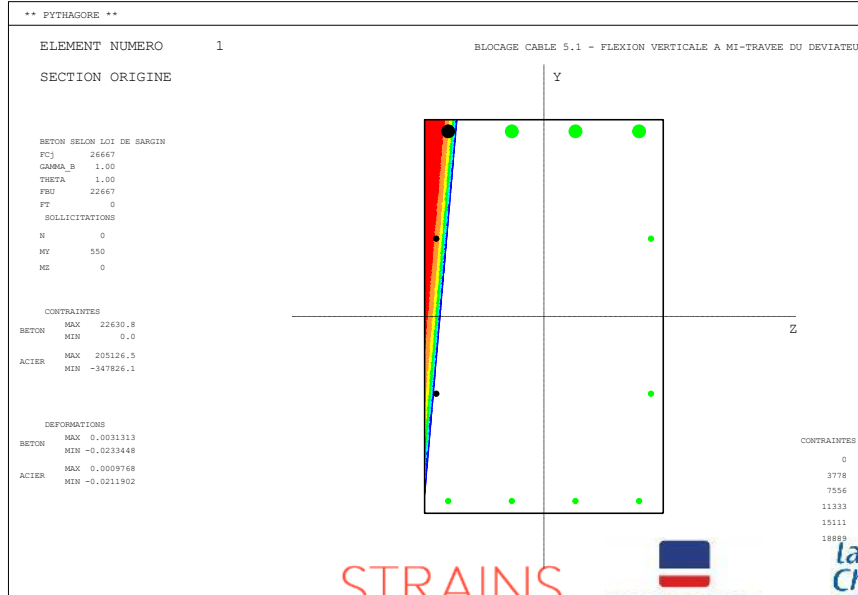 ** PYTHAGORE **
ELEMENT NUMERO 1
BLOCAGE CABLE 5.1 - FLEXION VERTICALE A MI-TRAVEE DU DEVIATEU
SECTION ORIGINE
Y
BETON SELON LOI DE SARGIN
FCj 26667
GAMMA_B 1.00
THETA 1.00
FBU 22667
FT 0
SOLLICITATIONS
N 0
MY 550
MZ 0
Z
CONTRAINTES
BETON MAX 22630.8
MIN 0.0
ACIER MAX 205126.5
MIN -347826.1
DEFORMATIONS
BETON MAX 0.0031313
MIN -0.0233448
ACIER MAX 0.0009768
MIN -0.0211902
CONTRAINTES
0
3778
7556
11333
15111
18889
STRAINS
la
Ch